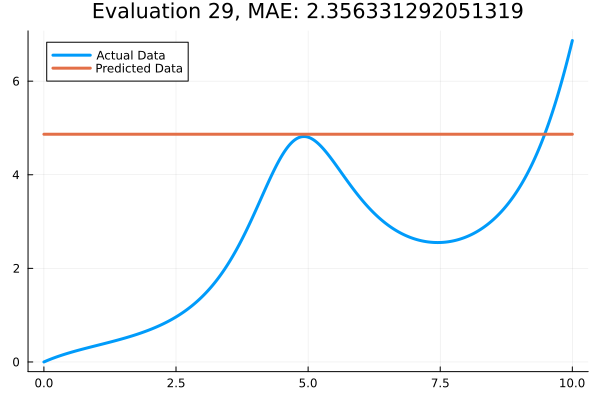 Evaluation 29, MAE: 2.356331292051319
Actual Data
Predicted Data
6
4
2
0
0.0 2.5 5.0 7.5 10.0